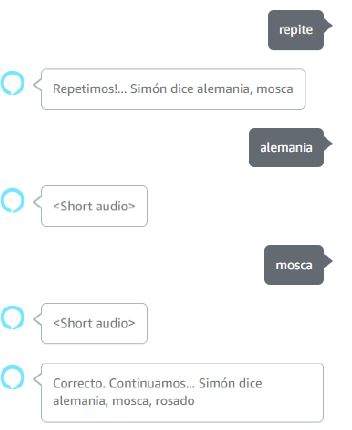 repite
Repetimos!... Simón dice alemania, mosca
alemania
<Short audio>
mosca
<Short audio>
Correcto. Continuamos... Simón dice
alemania, mosca, rosado